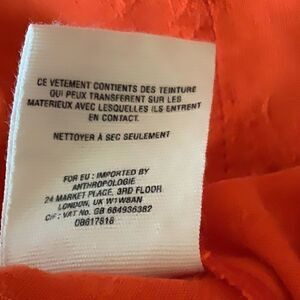 CE VETEMENT CONTIENTS DES TEINTURE
QUI PEUX TRANSFERENT SUR LES
MATERIEUX AVEC LESQUELLES ILS ENTRENT
EN CONTACT.
NETTOYER À SEC SEULEMENT
FOR EU : IMPORTED BY
ANTHROPOLOGIE
24 MARKET PLACE, 3RD FLOOR
LONDON, UK W1W8AN
CIF : VAT No. GB 684936382
OB617816